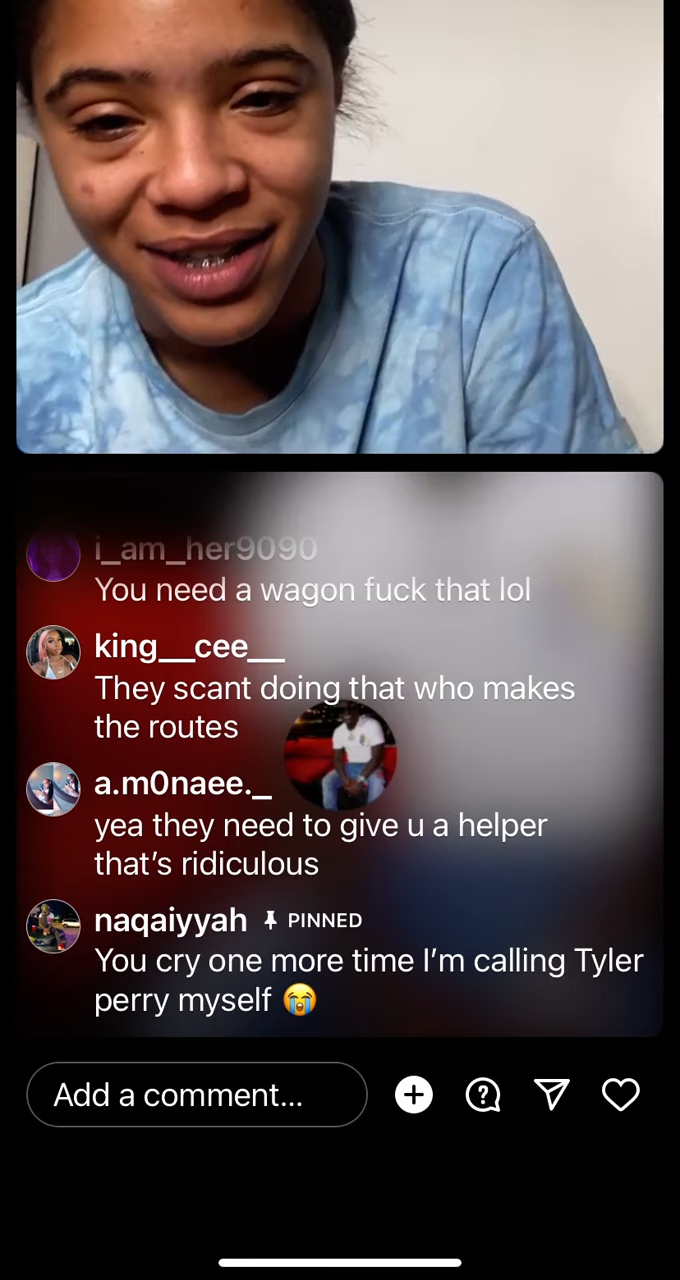 i_am_her9090
You need a wagon fuck that lol
king__cee__
They scant doing that who makes
the routes
a.m0naee._
yea they need to give u a helper
that’s ridiculous
naqaiyyah PINNED
You cry one more time I’m calling Tyler
perry myself 😭
Add a comment...